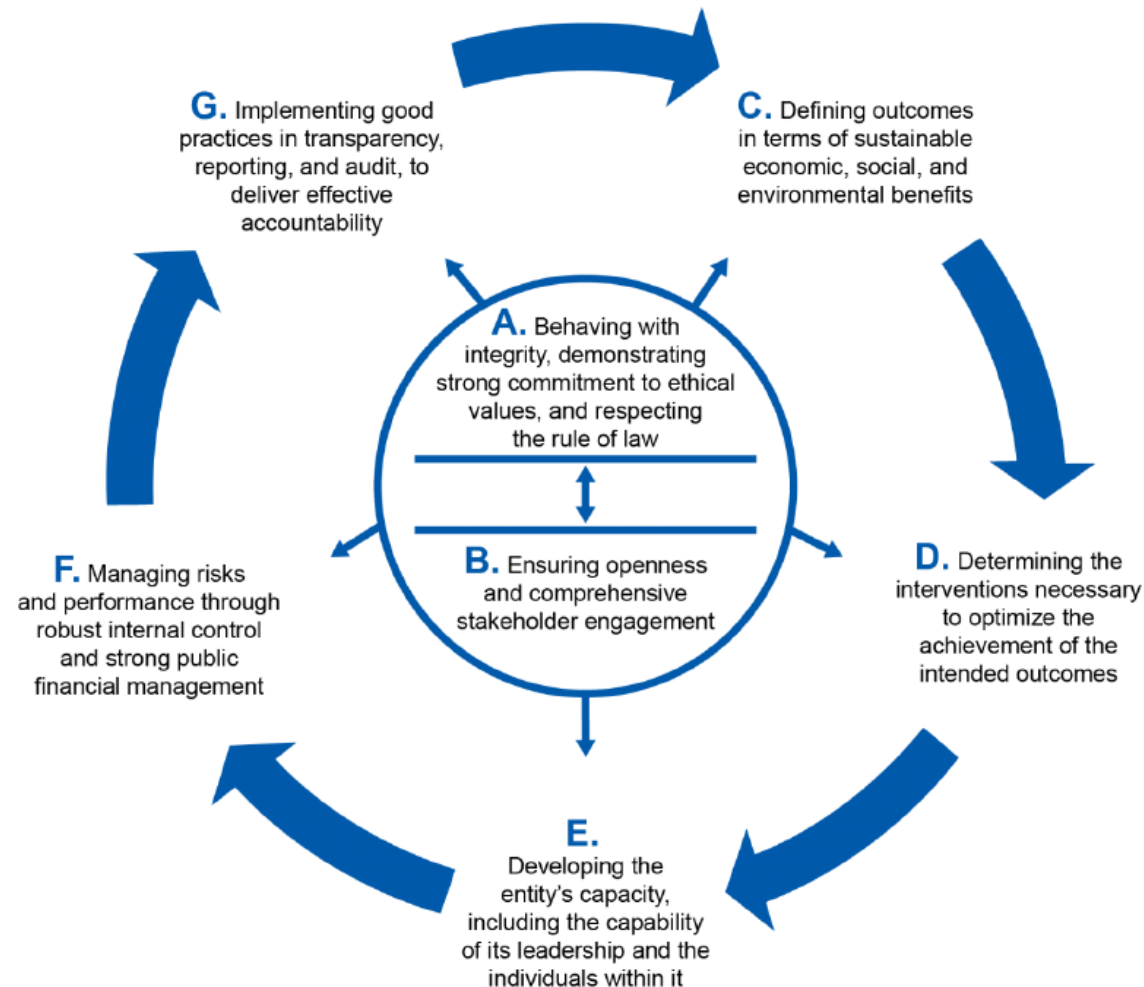 G. Implementing good
practices in transparency,
reporting, and audit, to
deliver effective
accountability
C. Defining outcomes
in terms of sustainable
economic, social, and
environmental benefits
A. Behaving with
integrity, demonstrating
strong commitment to ethical
values, and respecting
the rule of law
B. Ensuring openness
and comprehensive
stakeholder engagement
D. Determining the
interventions necessary
to optimize the
achievement of the
intended outcomes
F. Managing risks
and performance through
robust internal control
and strong public
financial management
E.
Developing the
entity's capacity,
including the capability
of its leadership and the
individuals within it